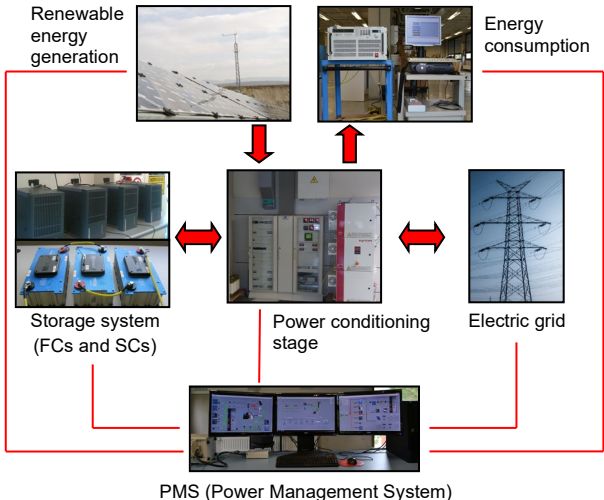 Renewable
energy
generation
Energy
consumption
Storage system
(FCs and SCs)
Power conditioning
stage
Electric grid
PMS (Power Management System)